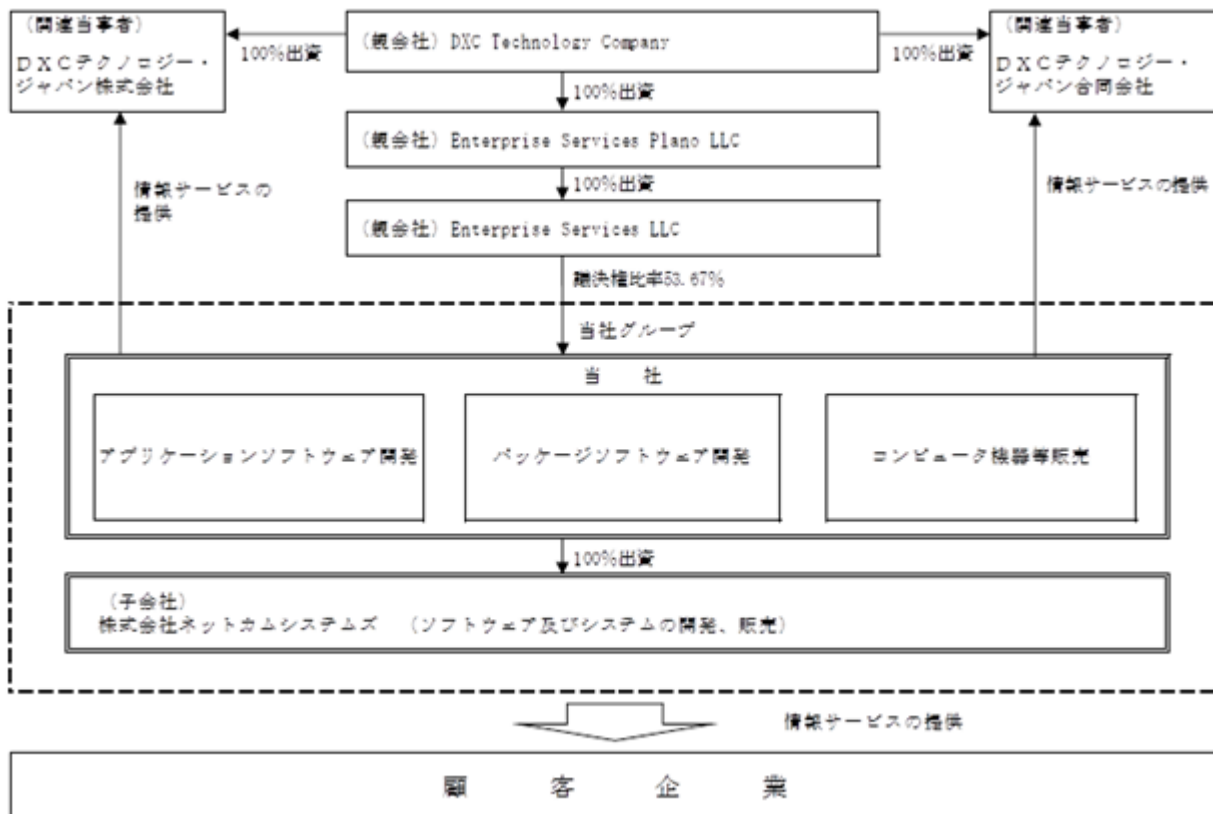 （関連当事者）
ＤＸＣテクノロジー・
ジャパン株式会社
100％出資
（親会社）DXC Technology Company
100％出資
（関連当事者）
ＤＸＣテクノロジー・
ジャパン合同会社
100％出資
（親会社）Enterprise Services Plano LLC
情報サービスの
提供
100％出資
情報サービスの提供
（親会社）Enterprise Services LLC
議決権比率53.67％
当社グループ
当　社
アプリケーションソフトウェア開発
パッケージソフトウェア開発
コンピュータ機器等販売
100％出資
（子会社）
株式会社ネットカムシステムズ　（ソフトウェア及びシステムの開発、販売）
情報サービスの提供
顧　客　企　業